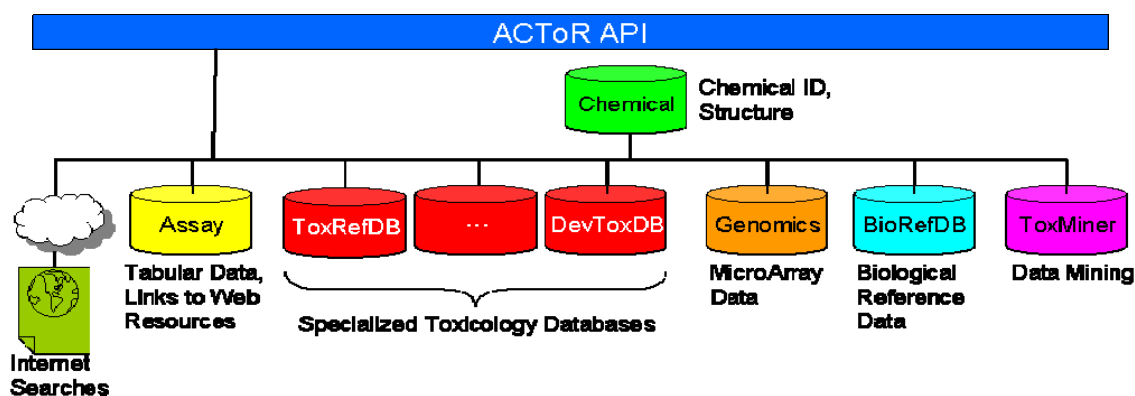 ACToR API
Chemical
Chemical ID,
Structure
Assay
ToxRefDB
...
DevToxDB
Genomics
BioRefDB
ToxMiner
Tabular Data,
Links to Web
Resources
Specialized Toxicology Databases
MicroArray
Data
Biological
Reference
Data
Data Mining
Internet
Searches